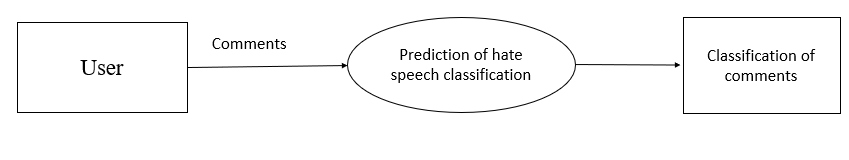 User
Comments
Prediction of hate
speech classification
Classification of
comments